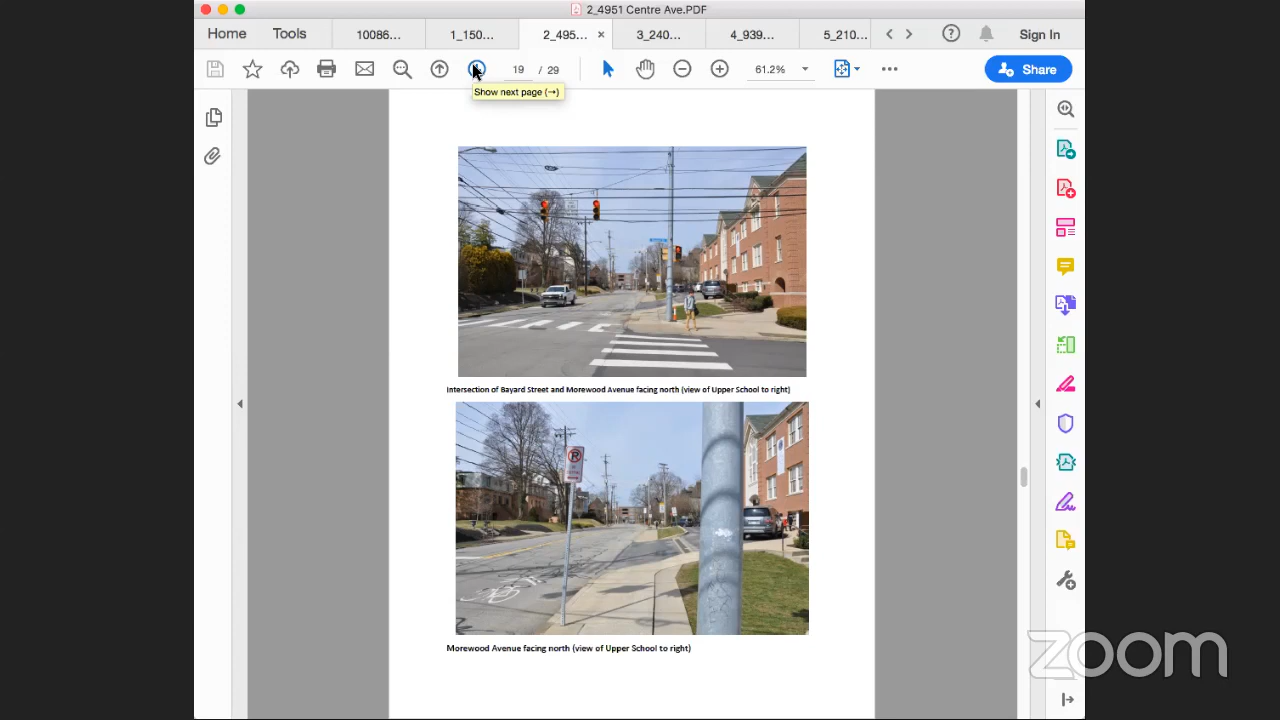 2_4951 Centre Ave.PDF
Home
Tools
10086...
1_150...
2_495... ×
3_240...
4_939...
5_210...
Sign In
19 / 29
61.2%
Share
Show next page (→)
Intersection of Bayard Street and Morewood Avenue facing north (view of Upper School to right)
Morewood Avenue facing north (view of Upper School to right)
zoom